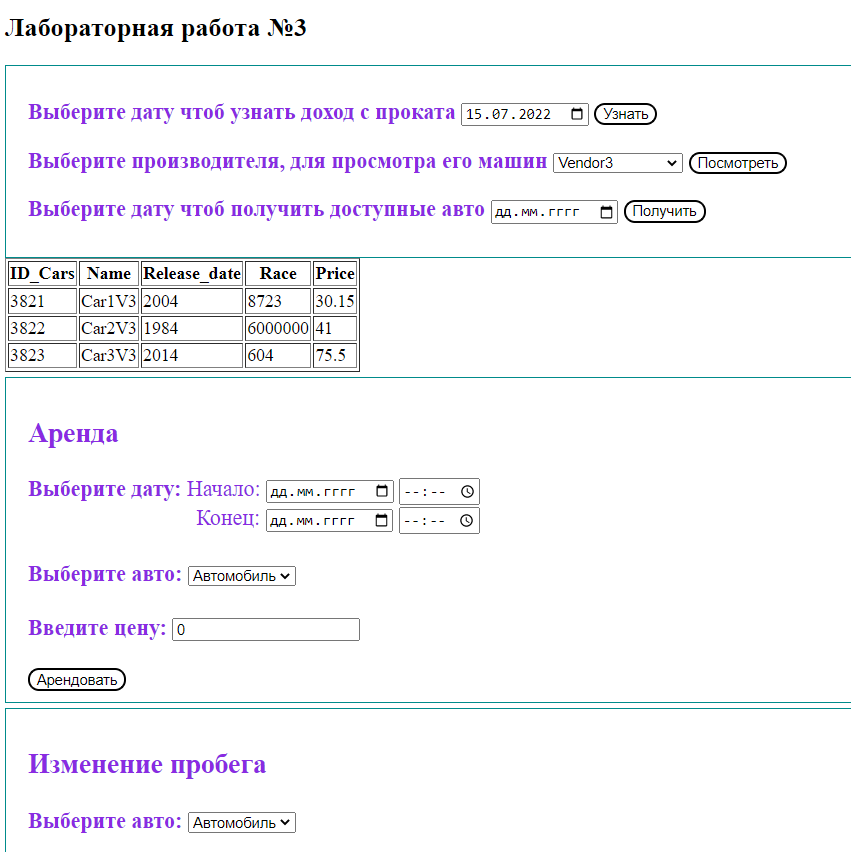 Лабораторная работа №3
Выберите дату чтоб узнать доход с проката 15.07.2022 Узнать
Выберите производителя, для просмотра его машин Vendor3 Посмотреть
Выберите дату чтоб получить доступные авто дд.мм.гггг Получить
ID_Cars Name Release_date Race Price
3821 Car1V3 2004 8723 30.15
3822 Car2V3 1984 6000000 41
3823 Car3V3 2014 604 75.5
Аренда
Выберите дату: Начало: дд.мм.гггг --:--
Конец: дд.мм.гггг --:--
Выберите авто: Автомобиль
Введите цену: 0
Арендовать
Изменение пробега
Выберите авто: Автомобиль